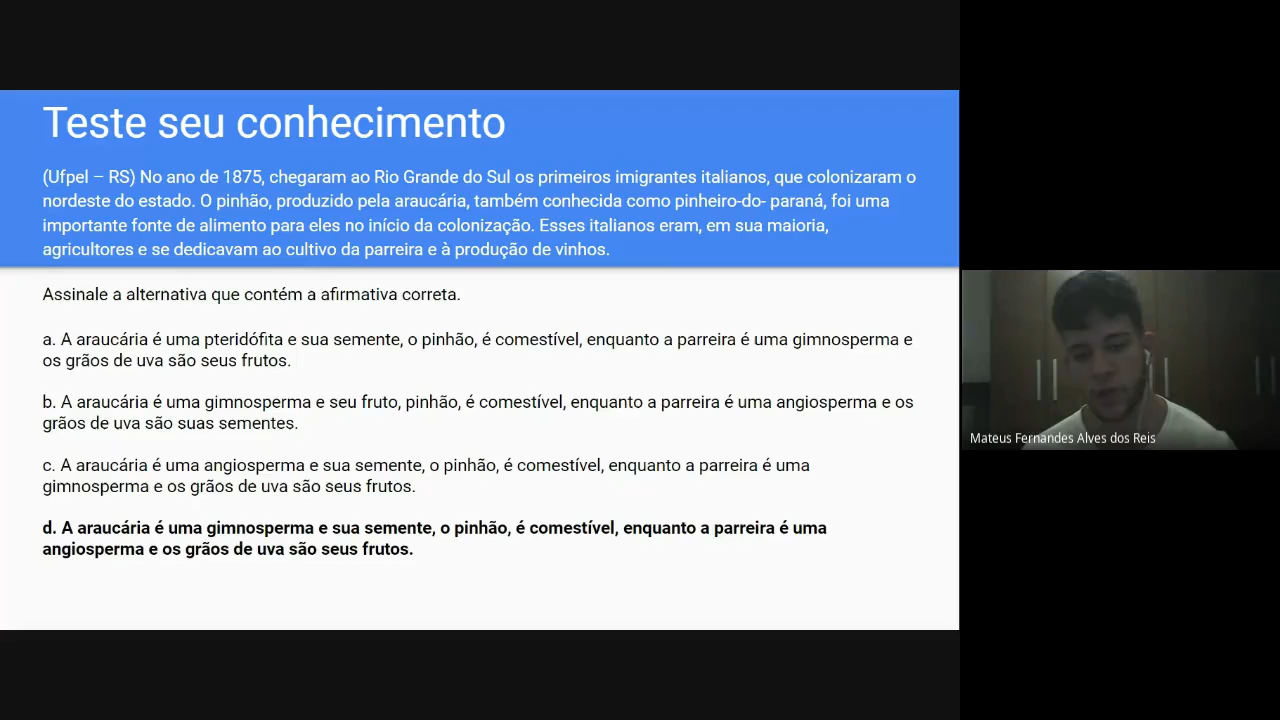 Teste seu conhecimento
(Ufpel – RS) No ano de 1875, chegaram ao Rio Grande do Sul os primeiros imigrantes italianos, que colonizaram o
nordeste do estado. O pinhão, produzido pela araucária, também conhecida como pinheiro-do- paraná, foi uma
importante fonte de alimento para eles no início da colonização. Esses italianos eram, em sua maioria,
agricultores e se dedicavam ao cultivo da parreira e à produção de vinhos.
Assinale a alternativa que contém a afirmativa correta.
a. A araucária é uma pteridófita e sua semente, o pinhão, é comestível, enquanto a parreira é uma gimnosperma e
os grãos de uva são seus frutos.
b. A araucária é uma gimnosperma e seu fruto, pinhão, é comestível, enquanto a parreira é uma angiosperma e os
grãos de uva são suas sementes.
c. A araucária é uma angiosperma e sua semente, o pinhão, é comestível, enquanto a parreira é uma
gimnosperma e os grãos de uva são seus frutos.
d. A araucária é uma gimnosperma e sua semente, o pinhão, é comestível, enquanto a parreira é uma
angiosperma e os grãos de uva são seus frutos.
Mateus Fernandes Alves dos Reis